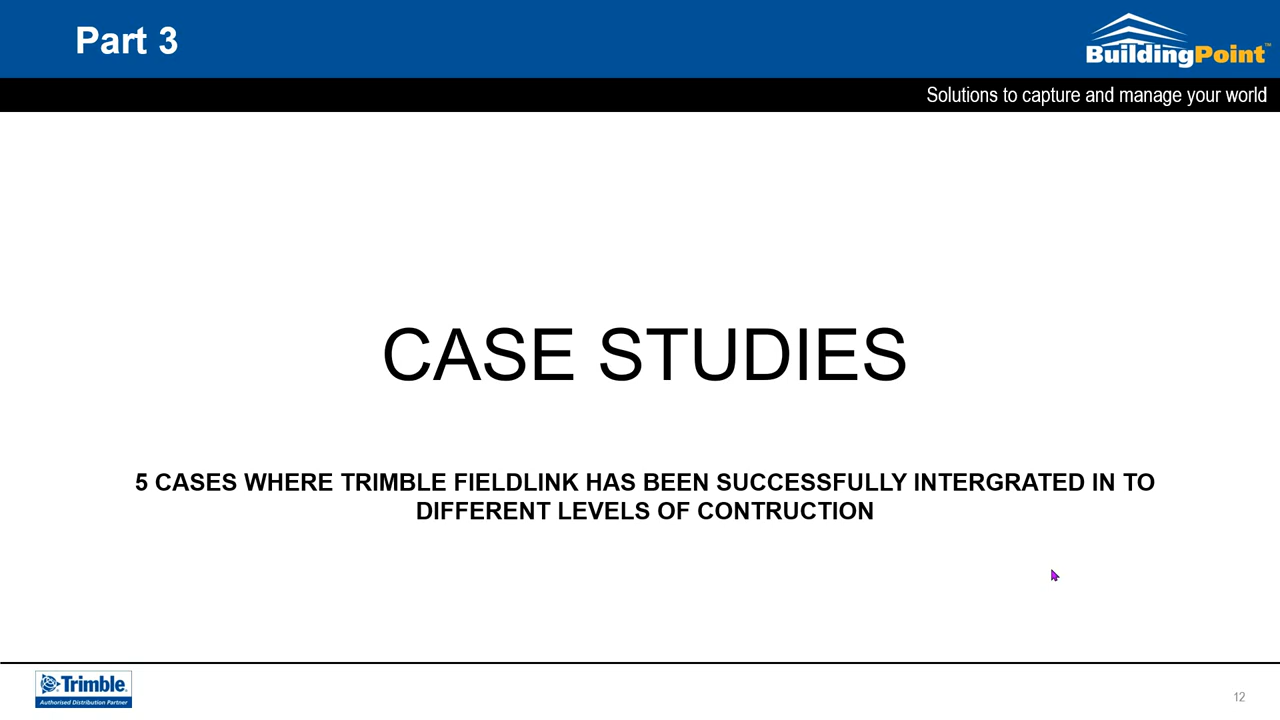 Part 3
BuildingPoint™
Solutions to capture and manage your world
CASE STUDIES
5 CASES WHERE TRIMBLE FIELDLINK HAS BEEN SUCCESSFULLY INTERGRATED IN TO
DIFFERENT LEVELS OF CONTRUCTION
Trimble.
Authorised Distribution Partner
12